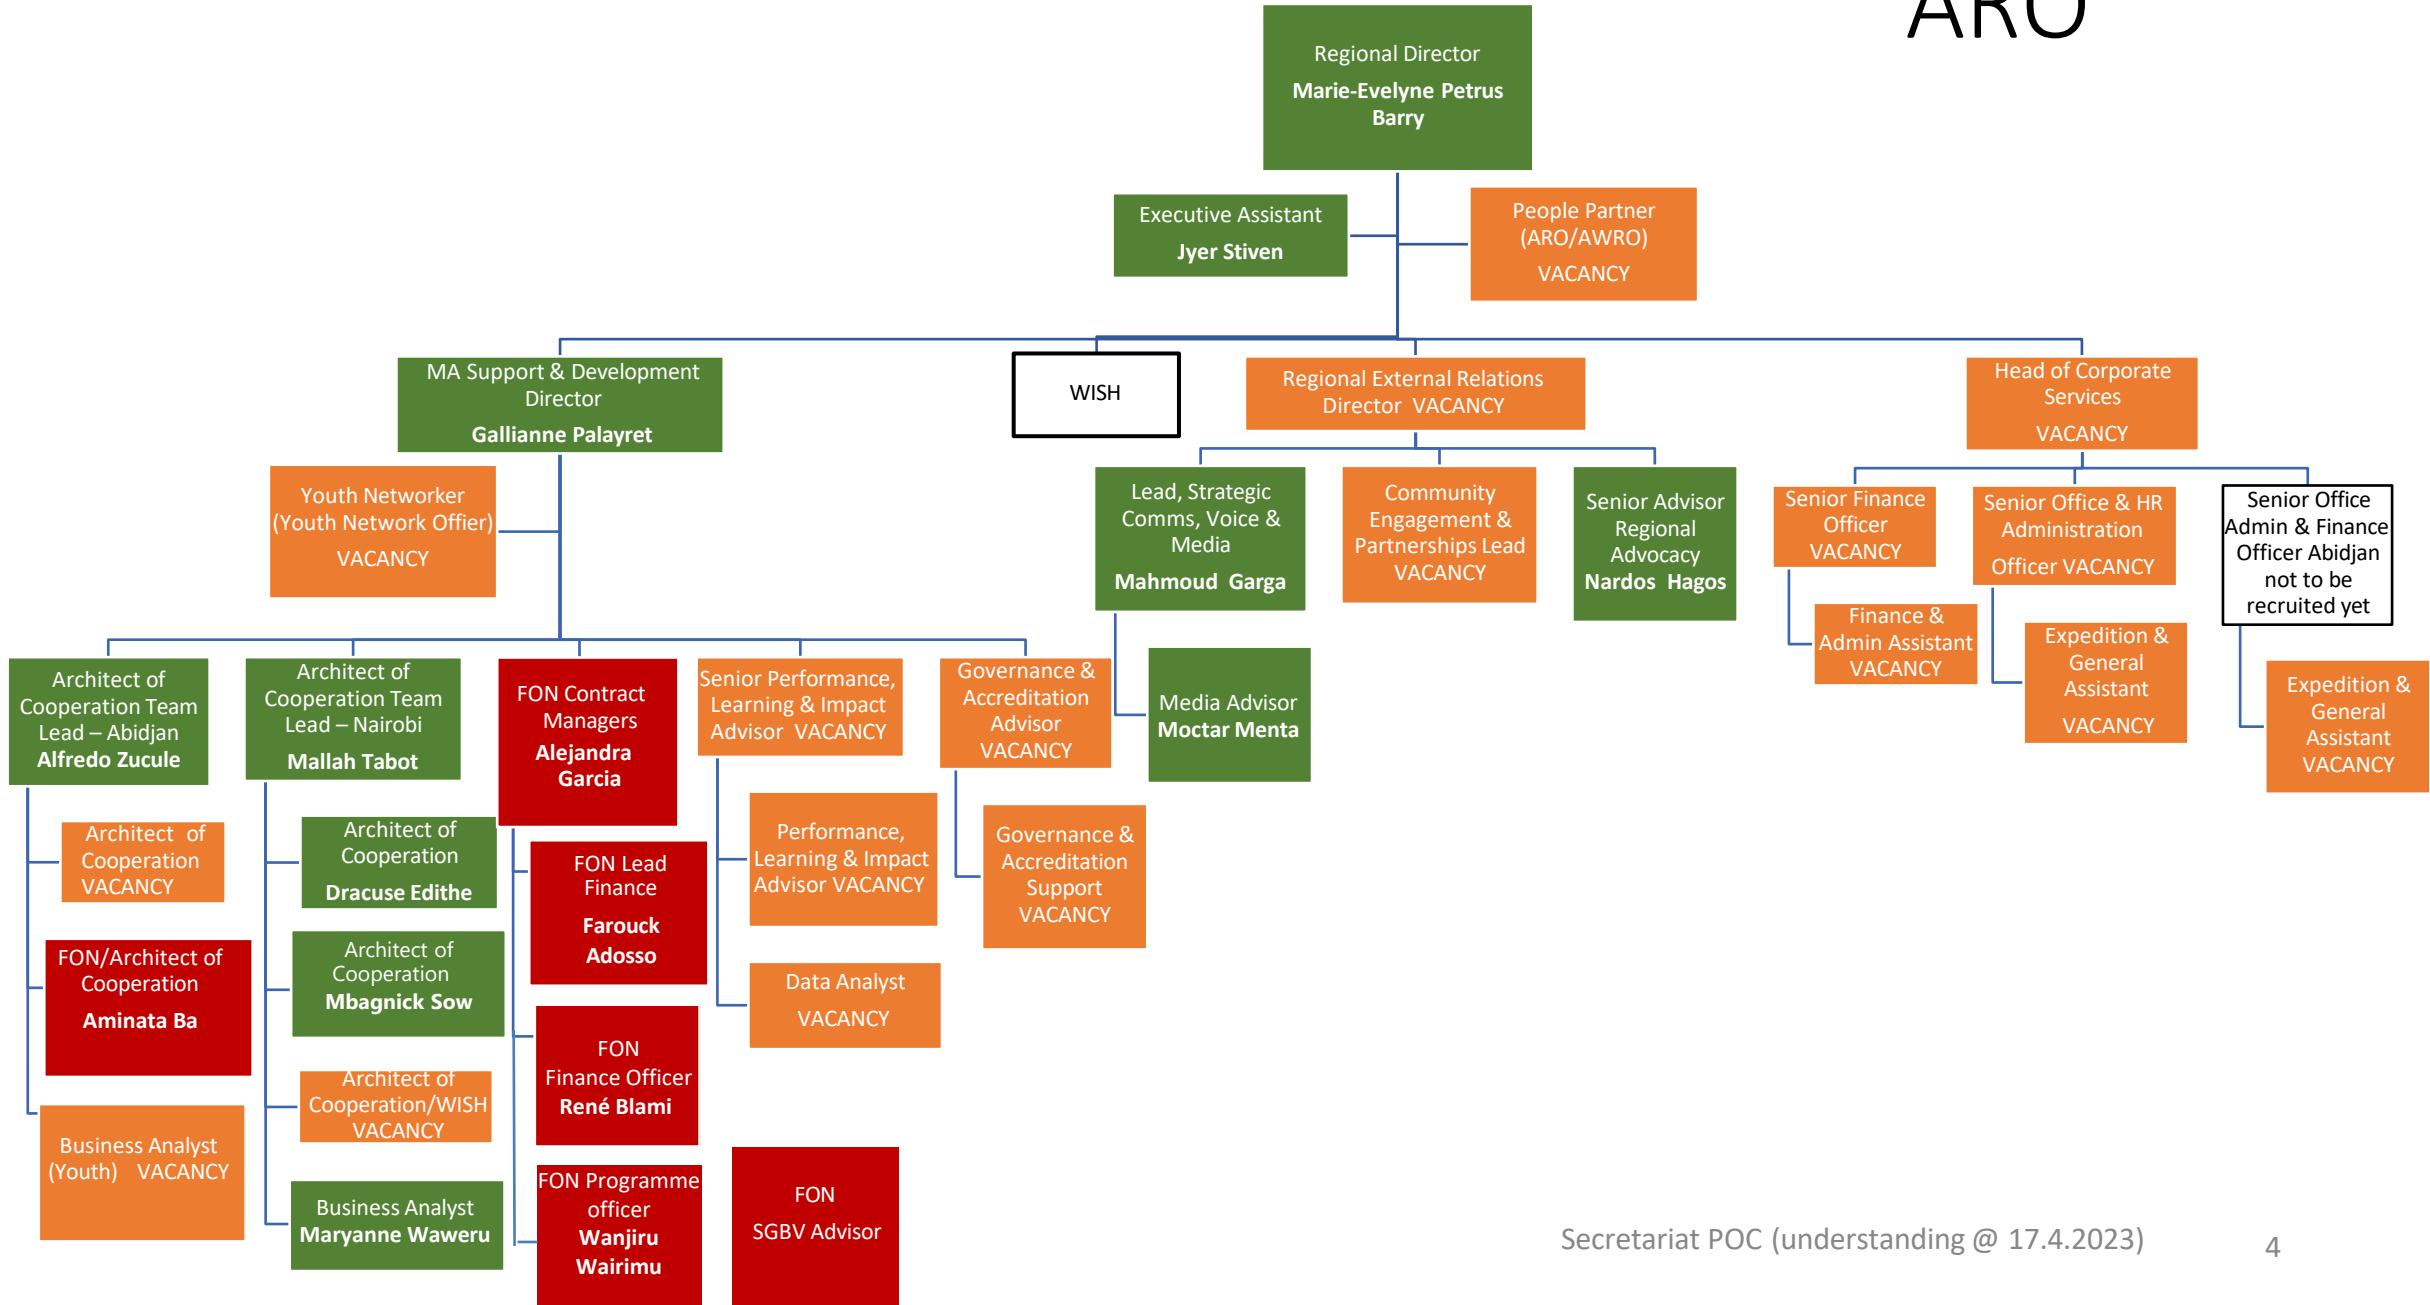 ARO
Regional Director
Marie-Evelyne Petrus
Barry
Executive Assistant
Jyer Stiven
People Partner
(ARO/AWRO)
VACANCY
MA Support & Development
Director
Gallianne Palayret
WISH
Regional External Relations
Director VACANCY
Head of Corporate
Services
VACANCY
Youth Networker
(Youth Network Offier)
VACANCY
Lead, Strategic
Comms, Voice &
Media
Mahmoud Garga
Community
Engagement &
Partnerships Lead
VACANCY
Senior Advisor
Regional
Advocacy
Nardos Hagos
Senior Finance
Officer
VACANCY
Senior Office & HR
Administration
Officer VACANCY
Senior Office
Admin & Finance
Officer Abidjan
not to be
recruited yet
Finance &
Admin Assistant
VACANCY
Expedition &
General
Assistant
VACANCY
Expedition &
General
Assistant
VACANCY
Media Advisor
Moctar Menta
Architect of
Cooperation Team
Lead – Abidjan
Alfredo Zucule
Architect of
Cooperation Team
Lead – Nairobi
Mallah Tabot
FON Contract
Managers
Alejandra
Garcia
Senior Performance,
Learning & Impact
Advisor VACANCY
Governance &
Accreditation
Advisor
VACANCY
Architect of
Cooperation
VACANCY
FON/Architect of
Cooperation
Aminata Ba
Business Analyst
(Youth) VACANCY
Architect of
Cooperation
Dracuse Edithe
Architect of
Cooperation
Mbagnick Sow
Architect of
Cooperation/WISH
VACANCY
Business Analyst
Maryanne Waweru
FON Lead
Finance
Farouck
Adosso
FON
Finance Officer
René Blami
FON Programme
officer
Wanjiru
Wairimu
FON
SGBV Advisor
Performance,
Learning & Impact
Advisor VACANCY
Data Analyst
VACANCY
Governance &
Accreditation
Support
VACANCY
Secretariat POC (understanding @ 17.4.2023)
4